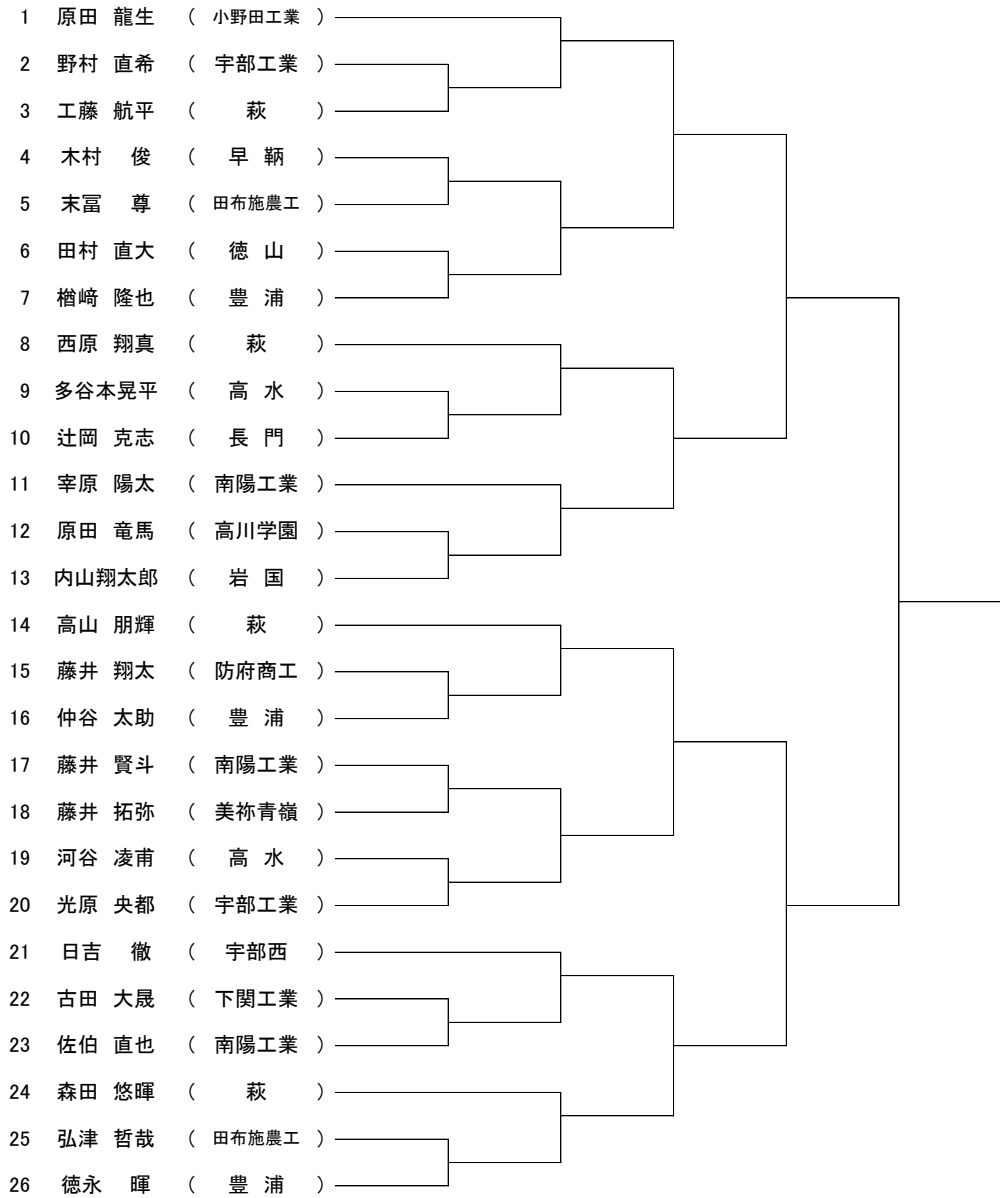 1 原田 龍生 ( 小野田工業 )
2 野村 直希 ( 宇部工業 )
3 工藤 航平 ( 萩 )
4 木村 俊 ( 早 鞆 )
5 末冨 尊 ( 田布施農工 )
6 田村 直大 ( 徳 山 )
7 楢﨑 隆也 ( 豊 浦 )
8 西原 翔真 ( 萩 )
9 多谷本晃平 ( 高 水 )
10 辻岡 克志 ( 長 門 )
11 宰原 陽太 ( 南陽工業 )
12 原田 竜馬 ( 高川学園 )
13 内山翔太郎 ( 岩 国 )
14 高山 朋輝 ( 萩 )
15 藤井 翔太 ( 防府商工 )
16 仲谷 太助 ( 豊 浦 )
17 藤井 賢斗 ( 南陽工業 )
18 藤井 拓弥 ( 美祢青嶺 )
19 河谷 凌甫 ( 高 水 )
20 光原 央都 ( 宇部工業 )
21 日吉 徹 ( 宇部西 )
22 古田 大晟 ( 下関工業 )
23 佐伯 直也 ( 南陽工業 )
24 森田 悠暉 ( 萩 )
25 弘津 哲哉 ( 田布施農工 )
26 徳永 暉 ( 豊 浦 )